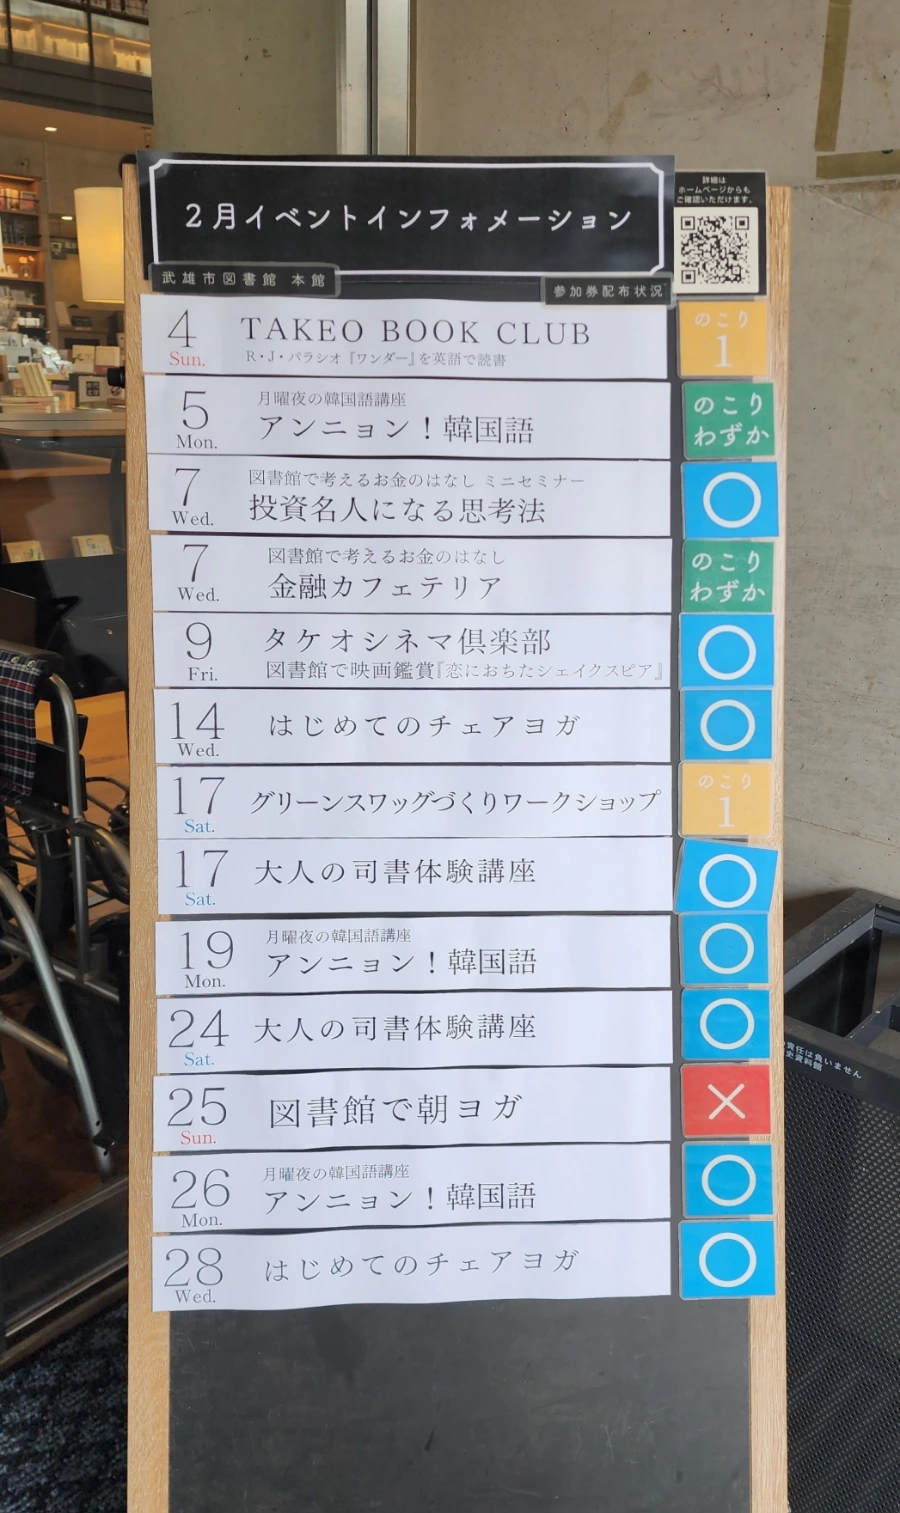 2月イベントインフォメーション
詳細は
ホームページからも
ご確認いただけます。
武雄市図書館 本館
参加券配布状況
4 Sun.
TAKEO BOOK CLUB
R・J・パラシオ『ワンダー』を英語で読書
のこり
1
5 Mon.
月曜夜の韓国語講座
アンニョン！韓国語
のこり
わずか
7 Wed.
図書館で考えるお金のはなし ミニセミナー
投資名人になる思考法
○
7 Wed.
図書館で考えるお金のはなし
金融カフェテリア
のこり
わずか
9 Fri.
タケオシネマ倶楽部
図書館で映画鑑賞『恋におちたシェイクスピア』
○
14 Wed.
はじめてのチェアヨガ
○
17 Sat.
グリーンスワッグづくりワークショップ
のこり
1
17 Sat.
大人の司書体験講座
○
19 Mon.
月曜夜の韓国語講座
アンニョン！韓国語
○
24 Sat.
大人の司書体験講座
○
25 Sun.
図書館で朝ヨガ
×
26 Mon.
月曜夜の韓国語講座
アンニョン！韓国語
○
28 Wed.
はじめてのチェアヨガ
○
責任は負いません
史資料館